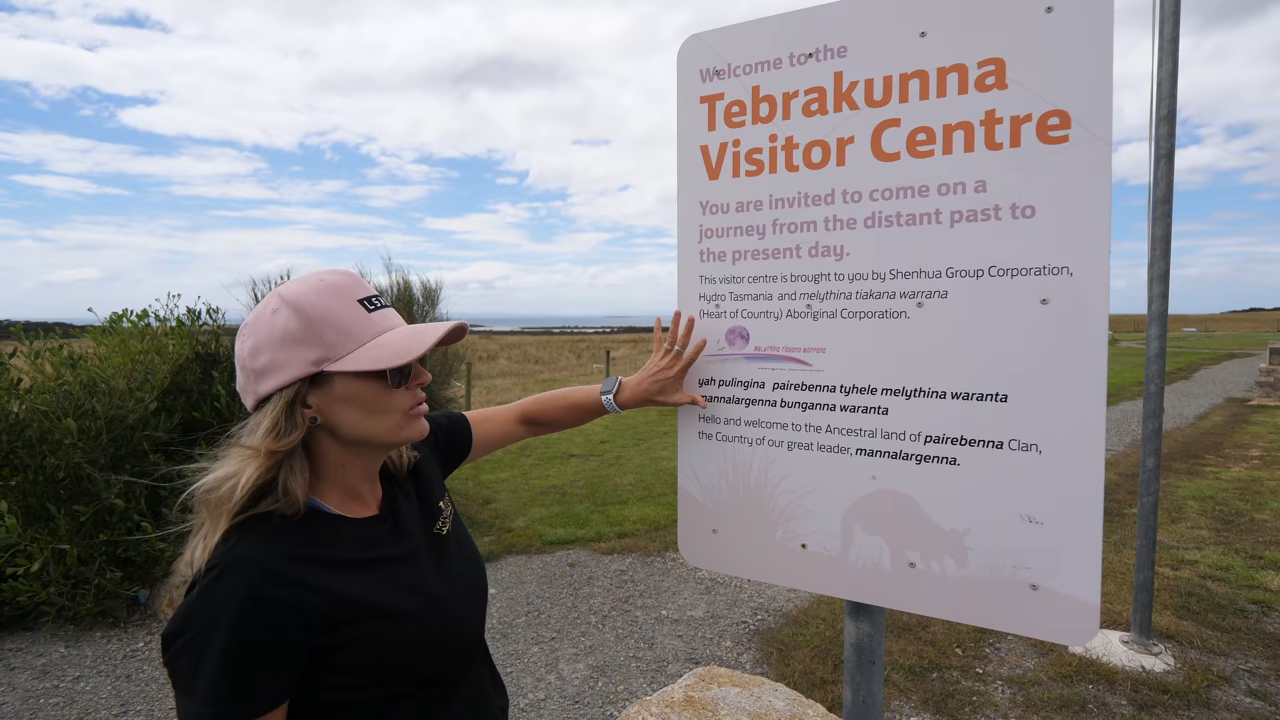 Welcome to the
Tebrakunna
Visitor Centre
You are invited to come on a
journey from the distant past to
the present day.
This visitor centre is brought to you by Shenhua Group Corporation,
Hydro Tasmania and melythina tiakana warrana
(Heart of Country) Aboriginal Corporation.
melythina tiakana warrana
yah pulingina pairebenna tyhele melythina waranta
mannalargenna bunganna waranta
Hello and welcome to the Ancestral land of pairebenna Clan,
the Country of our great leader, mannalargenna.